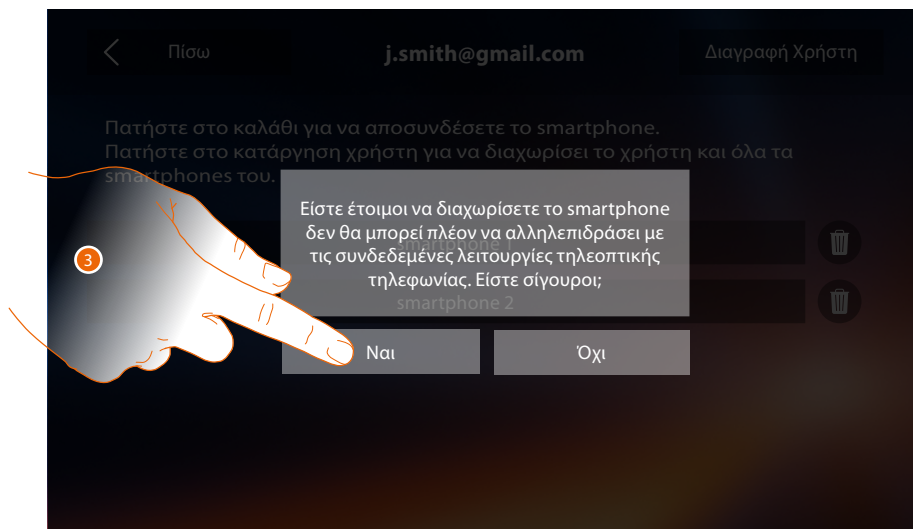 Πίσω
j.smith@gmail.com
Διαγραφή Χρήστη
Πατήστε στο καλάθι για να αποσυνδέσετε το smartphone.
Πατήστε στο κατάργηση χρήστη για να διαχωρίσει το χρήστη και όλα τα
smartphones του.
Είστε έτοιμοι να διαχωρίσετε το smartphone
δεν θα μπορεί πλέον να αλληλεπιδράσει με
smartphone 1
τις συνδεδεμένες λειτουργίες τηλεοπτικής
τηλεφωνίας. Είστε σίγουροι;
smartphone 2
3
Ναι
Όχι